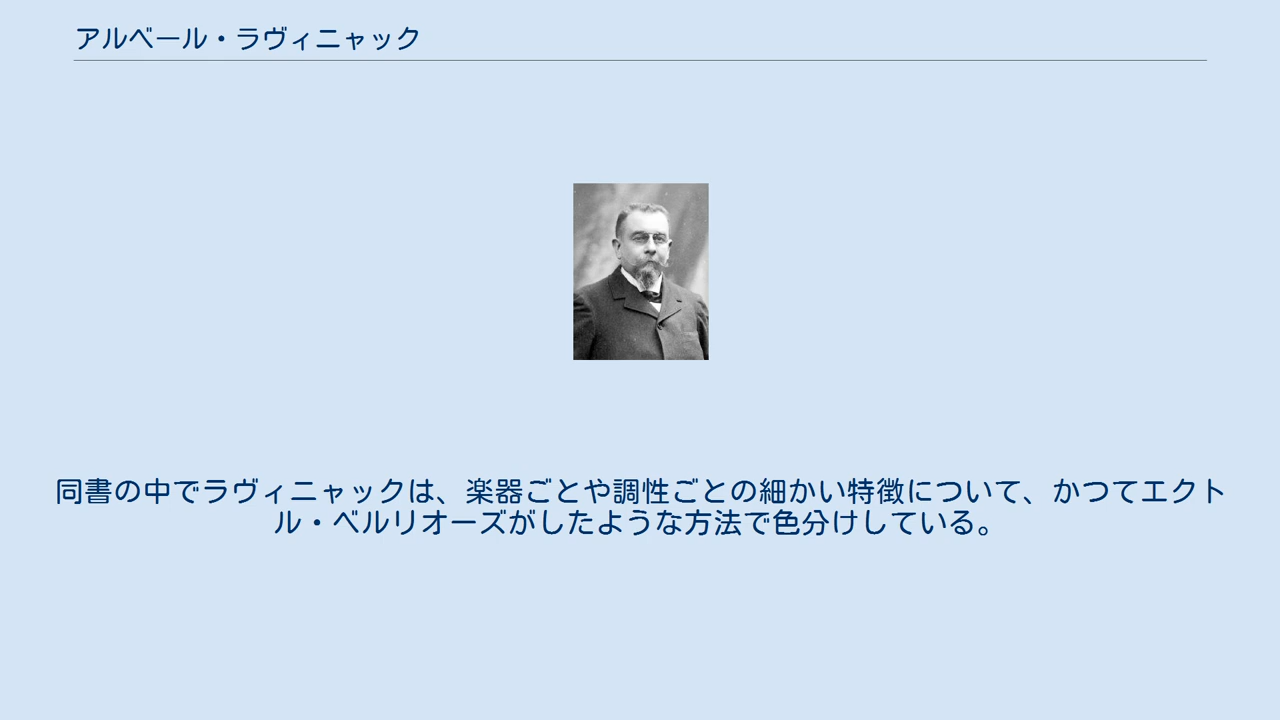 アルベール・ラヴィニャック
同書の中でラヴィニャックは、楽器ごとや調性ごとの細かい特徴について、かつてエクト
ル・ベルリオーズがしたような方法で色分けしている。